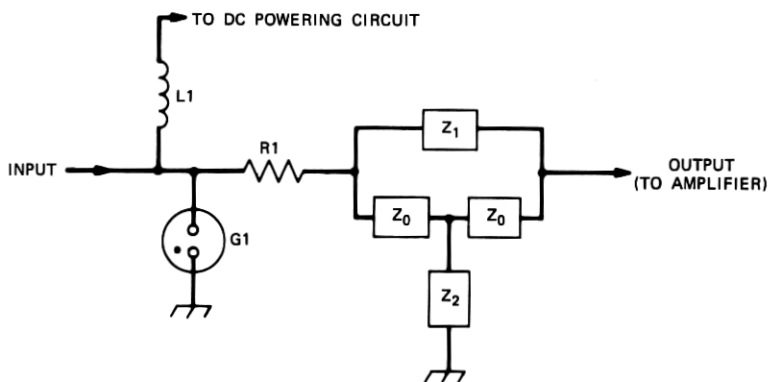 TO DC POWERING CIRCUIT
L1
R1
Z1
INPUT
OUTPUT
(TO AMPLIFIER)
Z0
Z0
G1
Z2